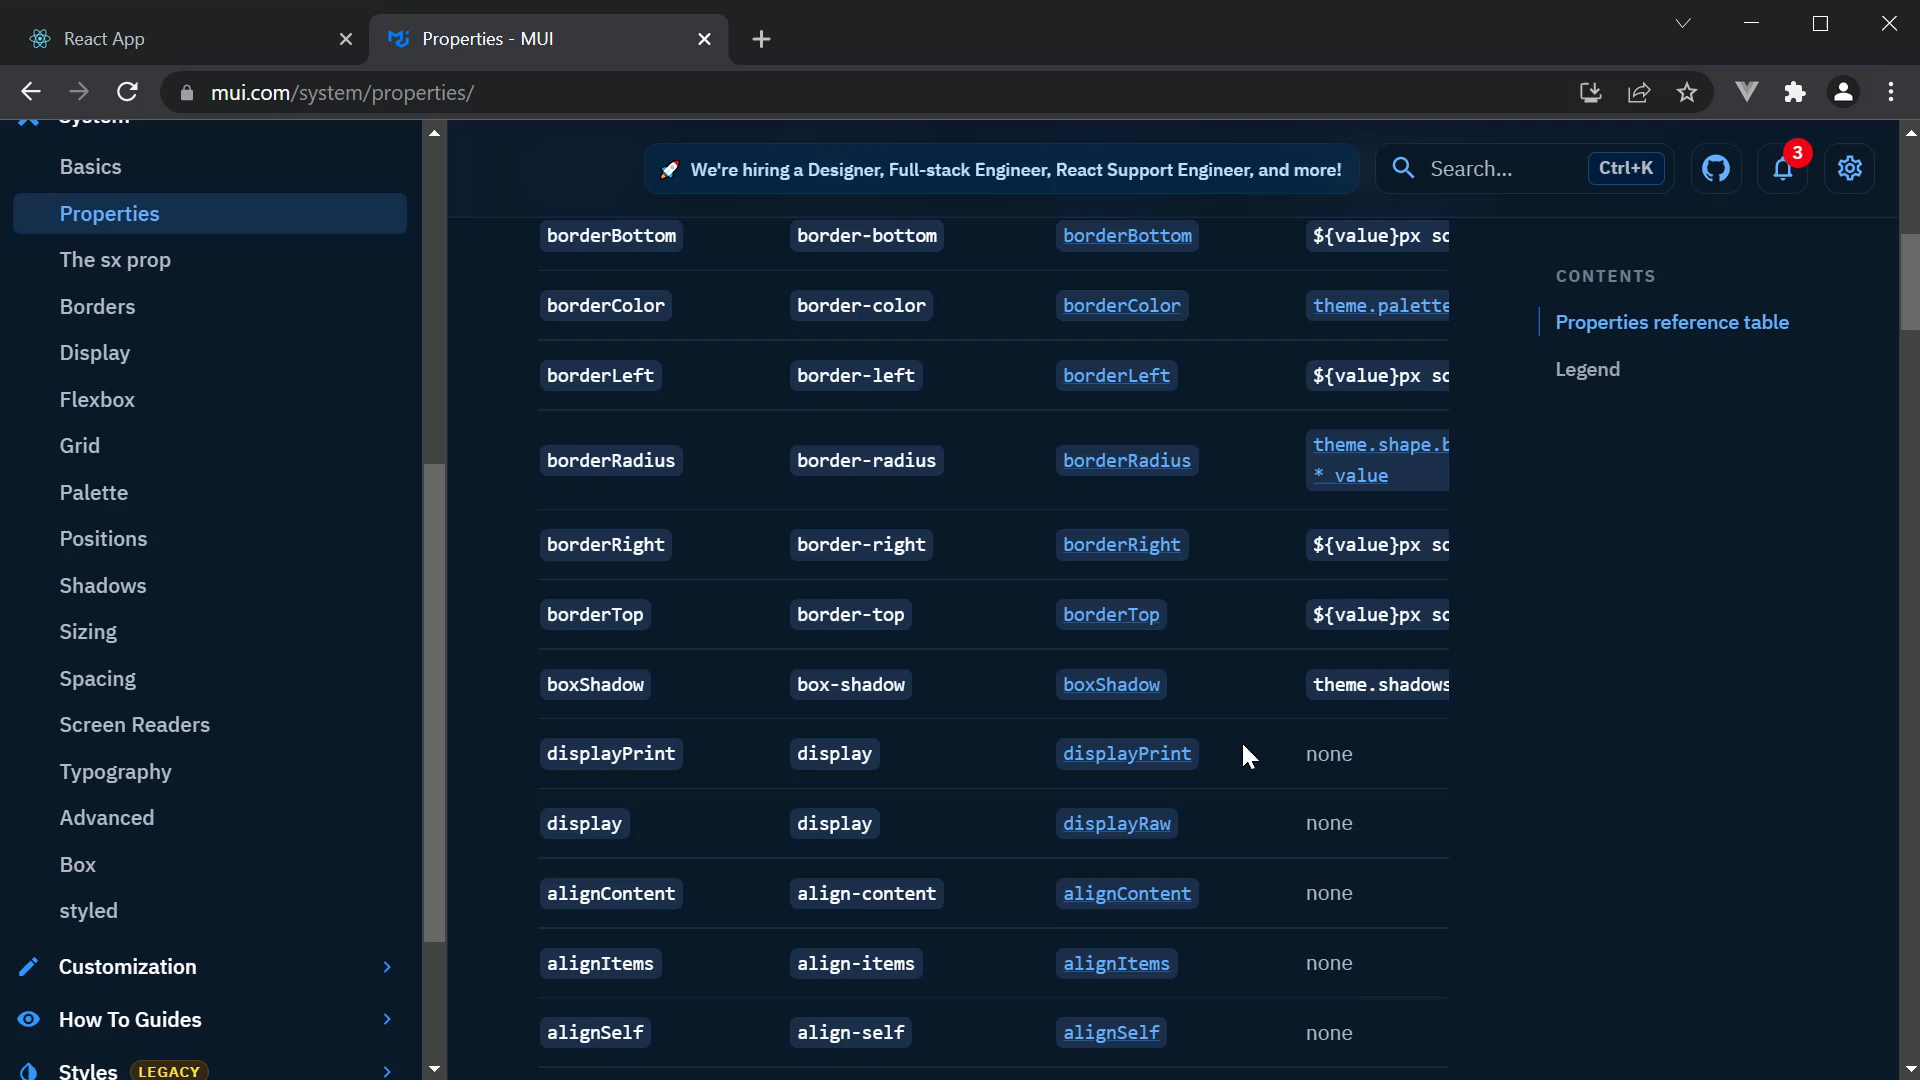 React App
Properties - MUI
mui.com/system/properties/
System
Basics
Properties
The sx prop
Borders
Display
Flexbox
Grid
Palette
Positions
Shadows
Sizing
Spacing
Screen Readers
Typography
Advanced
Box
styled
Customization
How To Guides
Styles LEGACY
🚀 We're hiring a Designer, Full-stack Engineer, React Support Engineer, and more!
Search... Ctrl+K
3
borderBottom border-bottom borderBottom ${value}px so
borderColor border-color borderColor theme.palette
borderLeft border-left borderLeft ${value}px so
borderRadius border-radius borderRadius theme.shape.b
* value
borderRight border-right borderRight ${value}px so
borderTop border-top borderTop ${value}px so
boxShadow box-shadow boxShadow theme.shadows
displayPrint display displayPrint none
display display displayRaw none
alignContent align-content alignContent none
alignItems align-items alignItems none
alignSelf align-self alignSelf none
CONTENTS
Properties reference table
Legend